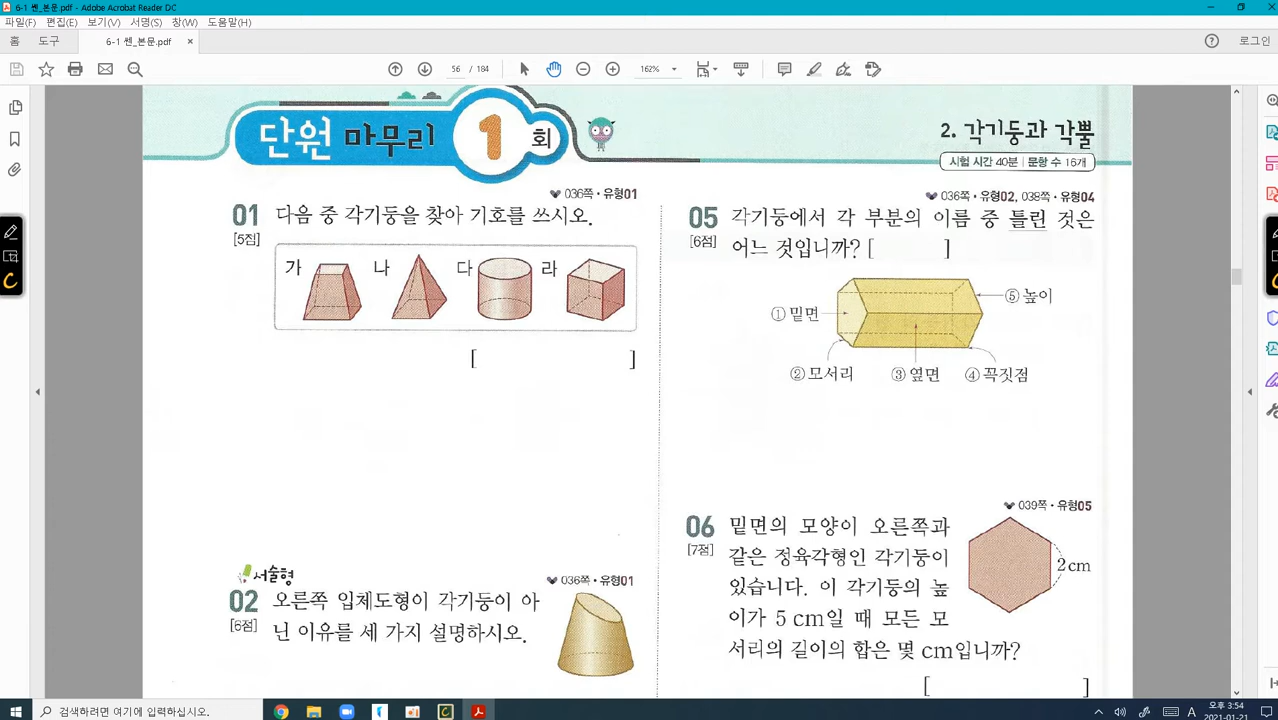 6-1 쎈_본문.pdf - Adobe Acrobat Reader DC
파일(F) 편집(E) 보기(V) 서명(S) 창(W) 도움말(H)
홈 도구 6-1 쎈_본문.pdf × 로그인
56 / 184 162%
단원 마무리 1회
2. 각기둥과 각뿔
시험 시간 40분 | 문항 수 16개
036쪽 • 유형01
01 다음 중 각기둥을 찾아 기호를 쓰시오.
[5점]
가 나 다 라
[ ]
서술형
036쪽 • 유형01
02 오른쪽 입체도형이 각기둥이 아
[6점] 닌 이유를 세 가지 설명하시오.
036쪽 • 유형02, 038쪽 • 유형04
05 각기둥에서 각 부분의 이름 중 틀린 것은
[6점] 어느 것입니까? [ ]
⑤ 높이
① 밑면
② 모서리 ③ 옆면 ④ 꼭짓점
039쪽 • 유형05
06 밑면의 모양이 오른쪽과
[7점] 같은 정육각형인 각기둥이
있습니다. 이 각기둥의 높
이가 5 cm일 때 모든 모
서리의 길이의 합은 몇 cm입니까?
2 cm
[ ]
검색하려면 여기에 입력하십시오.
A 오후 3:54
2021-01-21